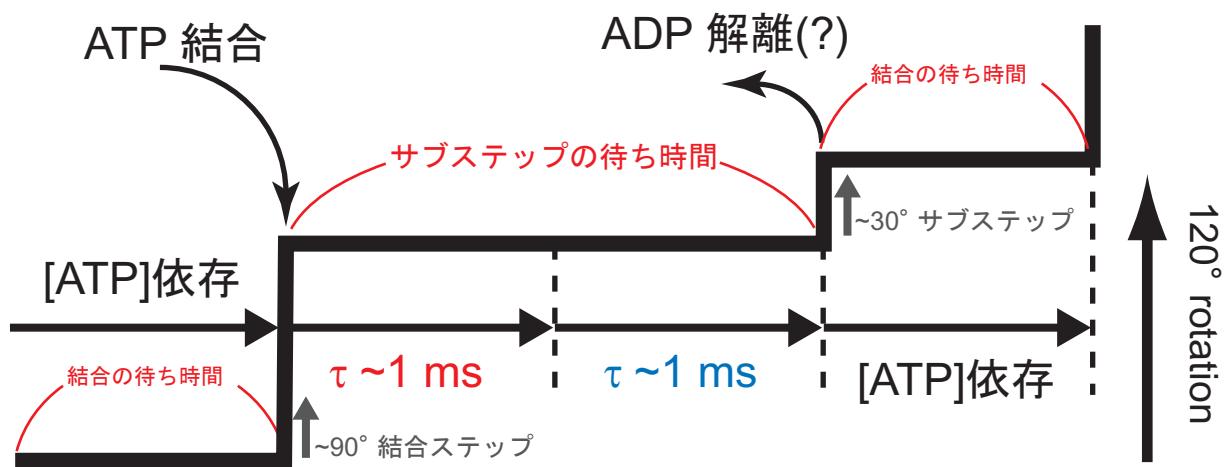 ATP 結合
ADP 解離(?)
結合の待ち時間
サブステップの待ち時間
~30° サブステップ
[ATP]依存
120° rotation
結合の待ち時間
τ ~1 ms
τ ~1 ms
[ATP]依存
~90° 結合ステップ